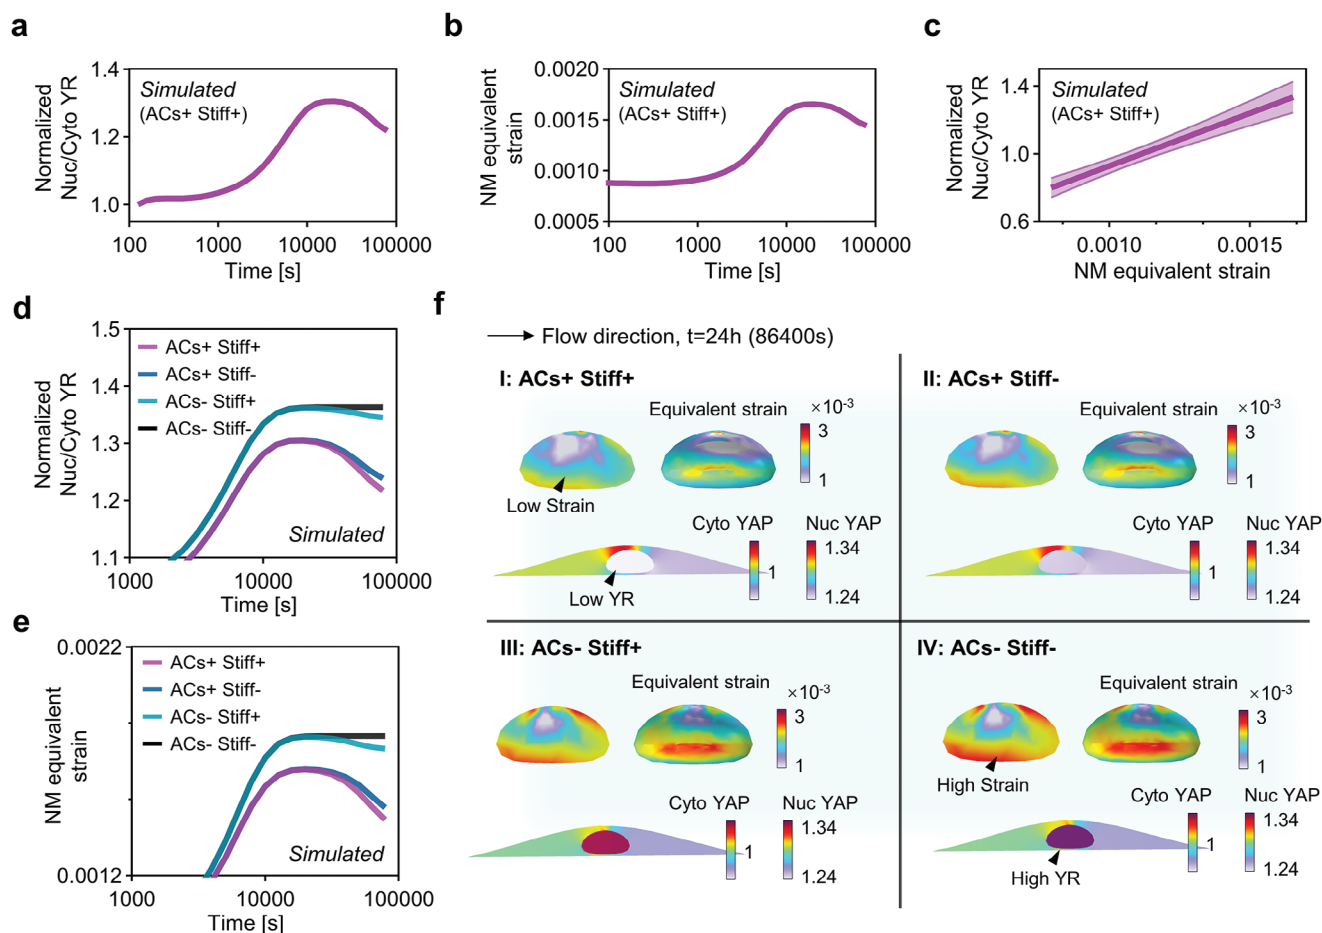 a
Normalized
Nuc/Cyto YR
1.4
1.2
1.0
Simulated
(ACs+ Stiff+)
100
1000
10000
100000
Time [s]
b
NM equivalent
strain
0.0020
0.0015
0.0010
0.0005
Simulated
(ACs+ Stiff+)
100
1000
10000
100000
Time [s]
c
Normalized
Nuc/Cyto YR
1.4
1.0
0.6
Simulated
(ACs+ Stiff+)
0.0010
0.0015
NM equivalent strain
d
Normalized
Nuc/Cyto YR
1.5
1.4
1.3
1.2
1.1
ACs+ Stiff+
ACs+ Stiff-
ACs- Stiff+
ACs- Stiff-
Simulated
1000
10000
100000
Time [s]
e
NM equivalent
strain
0.0022
0.0012
ACs+ Stiff+
ACs+ Stiff-
ACs- Stiff+
ACs- Stiff-
Simulated
1000
10000
100000
Time [s]
f
Flow direction, t=24h (86400s)
I: ACs+ Stiff+
Equivalent strain
×10-3
3
1
Low Strain
Cyto YAP
1
Nuc YAP
1.34
1.24
Low YR
II: ACs+ Stiff-
Equivalent strain
×10-3
3
1
Cyto YAP
1
Nuc YAP
1.34
1.24
III: ACs- Stiff+
Equivalent strain
×10-3
3
1
Cyto YAP
1
Nuc YAP
1.34
1.24
IV: ACs- Stiff-
Equivalent strain
×10-3
3
1
High Strain
Cyto YAP
1
Nuc YAP
1.34
1.24
High YR